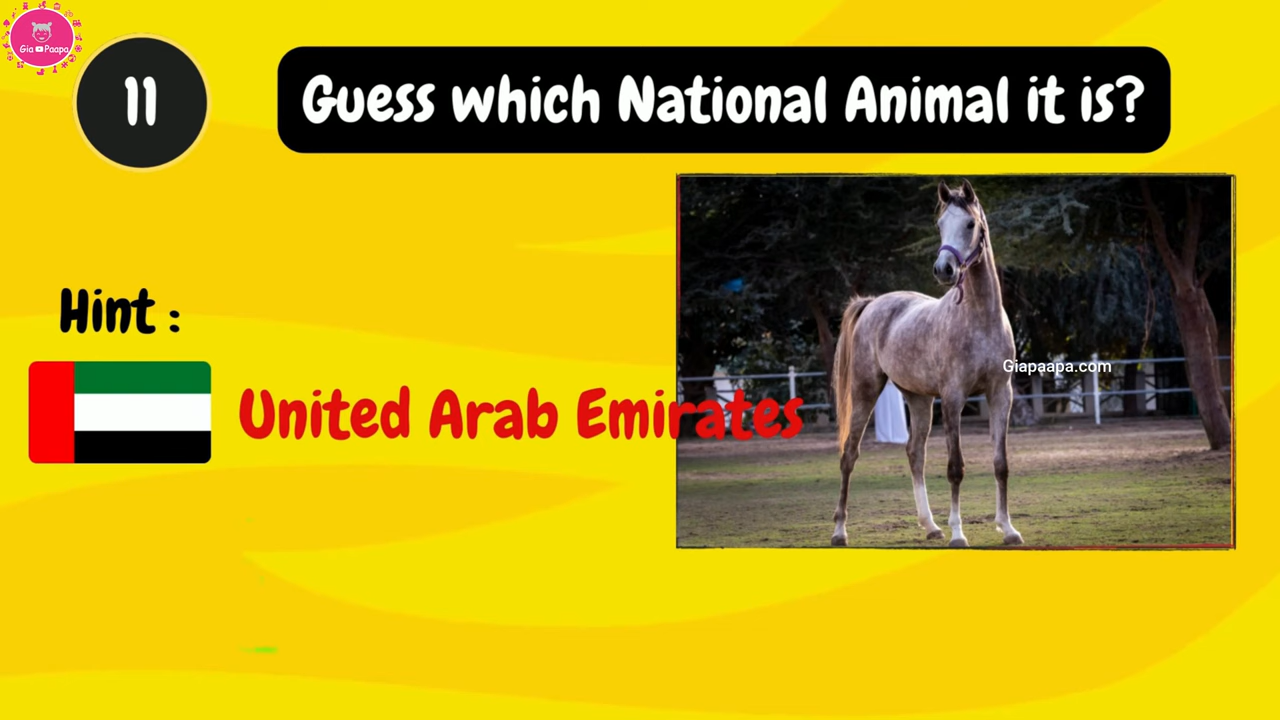 Gia Paapa
11
Guess which National Animal it is?
Hint :
United Arab Emirates
Giapaapa.com